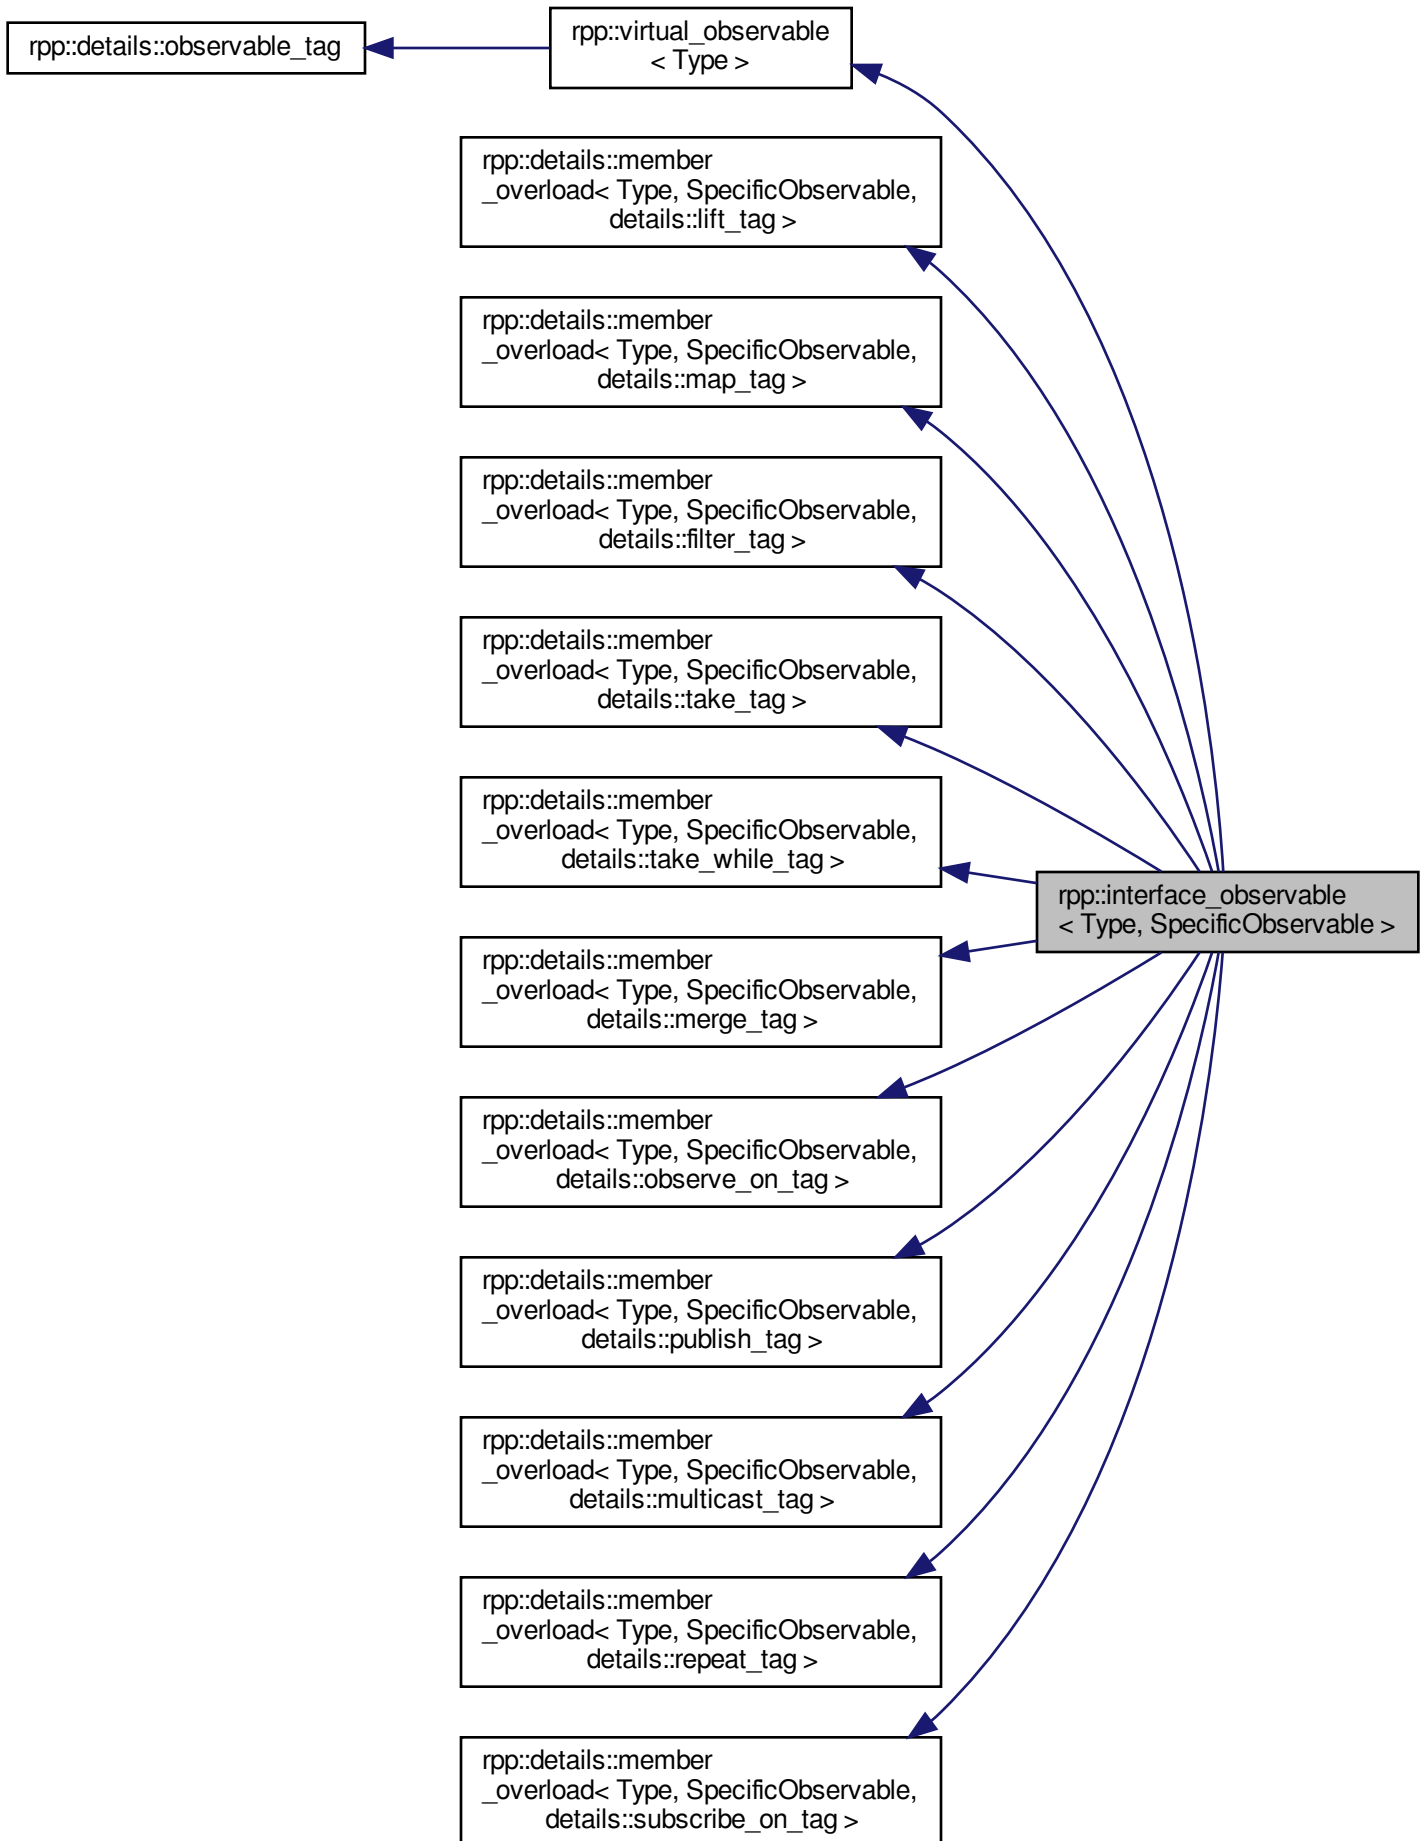 rpp::details::observable_tag
rpp::virtual_observable
< Type >
rpp::details::member
_overload< Type, SpecificObservable,
details::lift_tag >
rpp::details::member
_overload< Type, SpecificObservable,
details::map_tag >
rpp::details::member
_overload< Type, SpecificObservable,
details::filter_tag >
rpp::details::member
_overload< Type, SpecificObservable,
details::take_tag >
rpp::details::member
_overload< Type, SpecificObservable,
details::take_while_tag >
rpp::interface_observable
< Type, SpecificObservable >
rpp::details::member
_overload< Type, SpecificObservable,
details::merge_tag >
rpp::details::member
_overload< Type, SpecificObservable,
details::observe_on_tag >
rpp::details::member
_overload< Type, SpecificObservable,
details::publish_tag >
rpp::details::member
_overload< Type, SpecificObservable,
details::multicast_tag >
rpp::details::member
_overload< Type, SpecificObservable,
details::repeat_tag >
rpp::details::member
_overload< Type, SpecificObservable,
details::subscribe_on_tag >